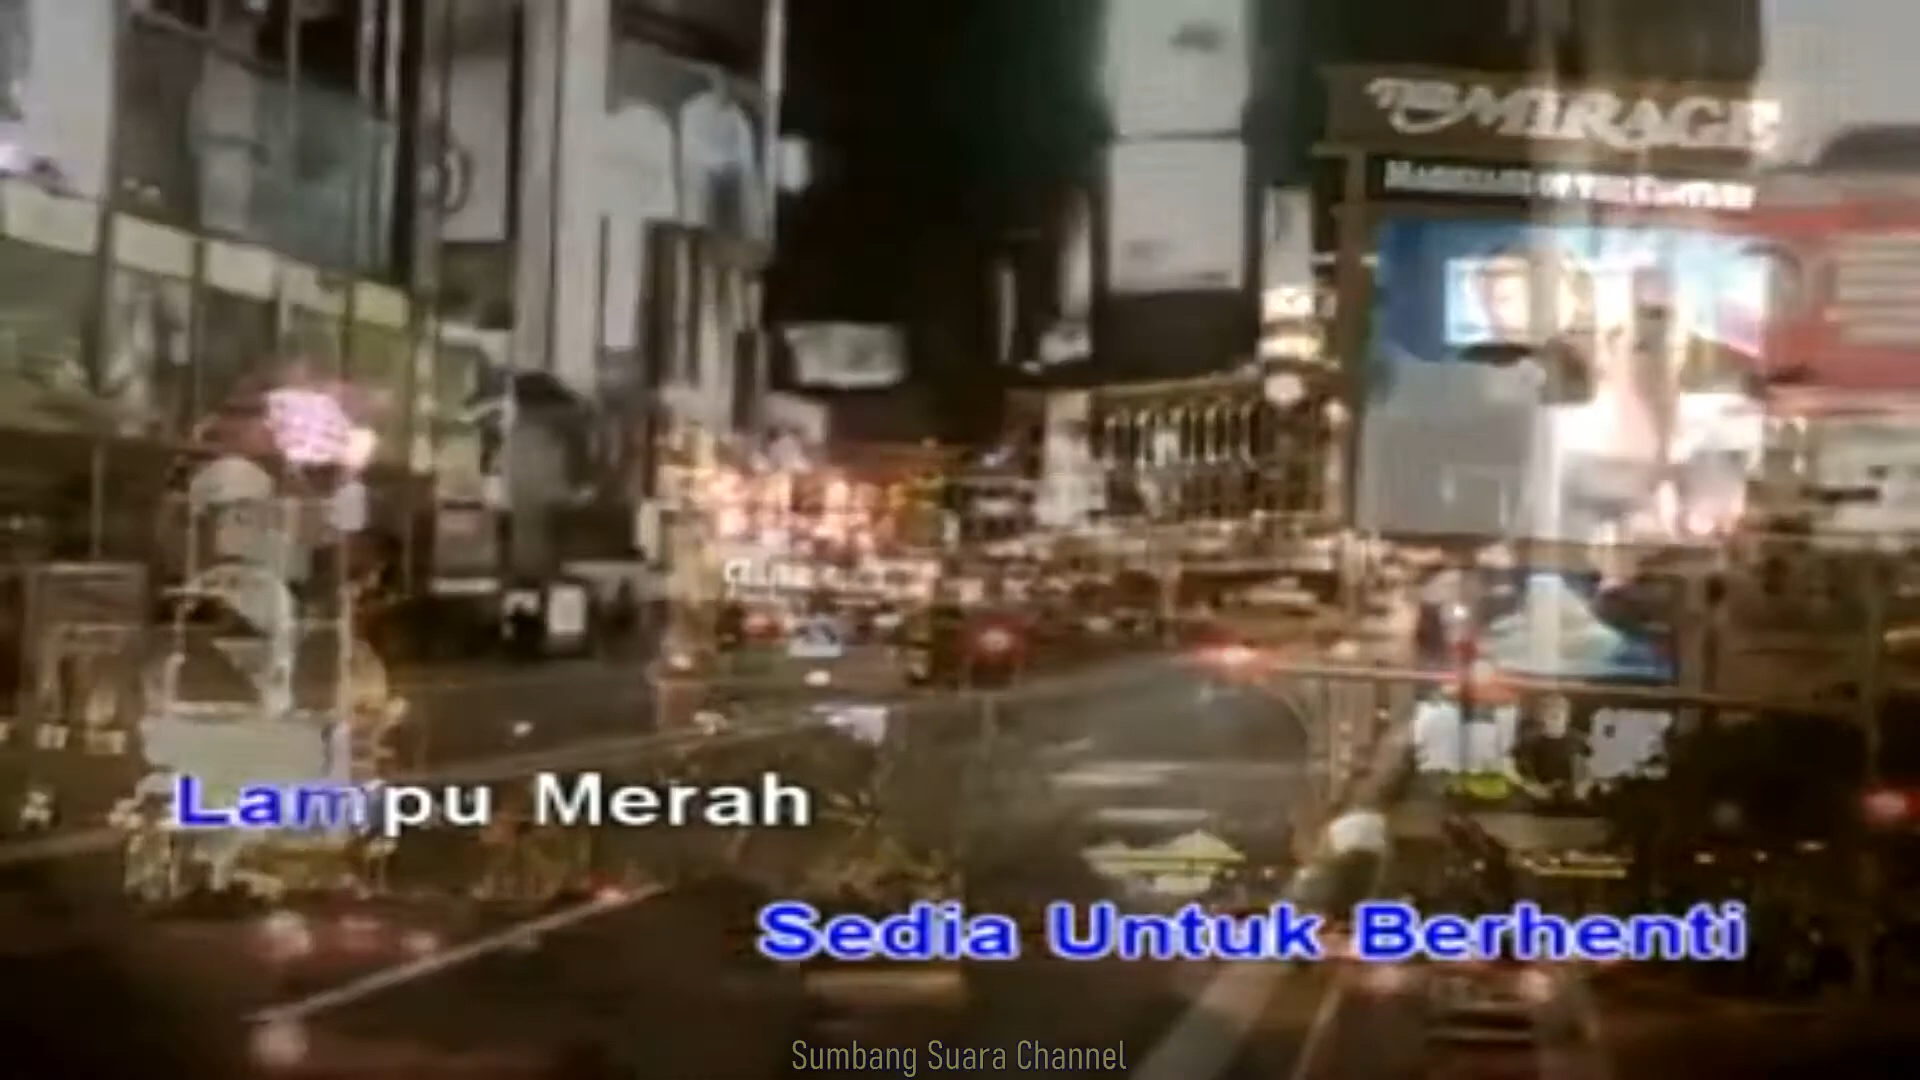 The MIRAGE
Lampu Merah
Sedia Untuk Berhenti
Sumbang Suara Channel